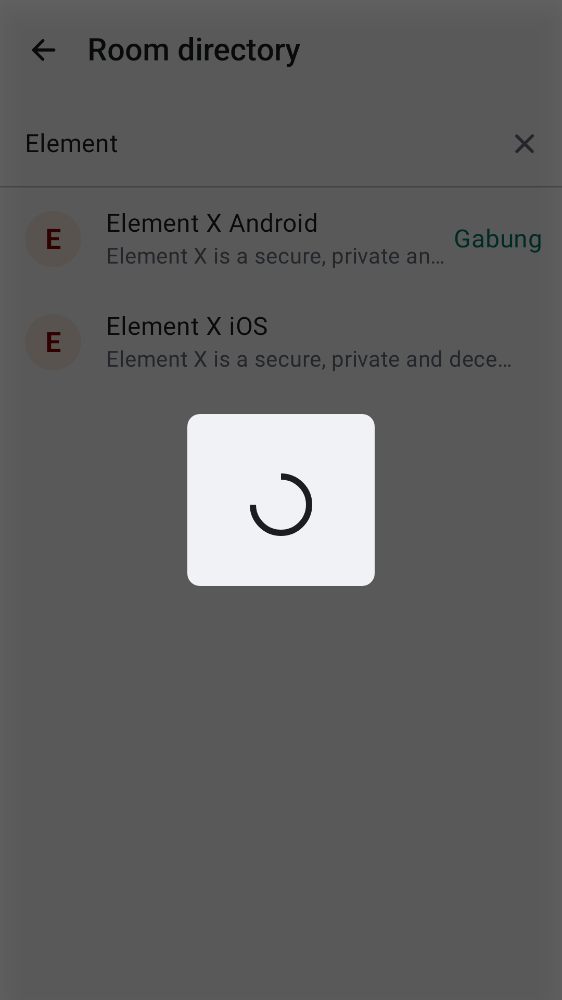 Room directory
Element
E
Element X Android
Element X is a secure, private an…
Gabung
E
Element X iOS
Element X is a secure, private and dece…